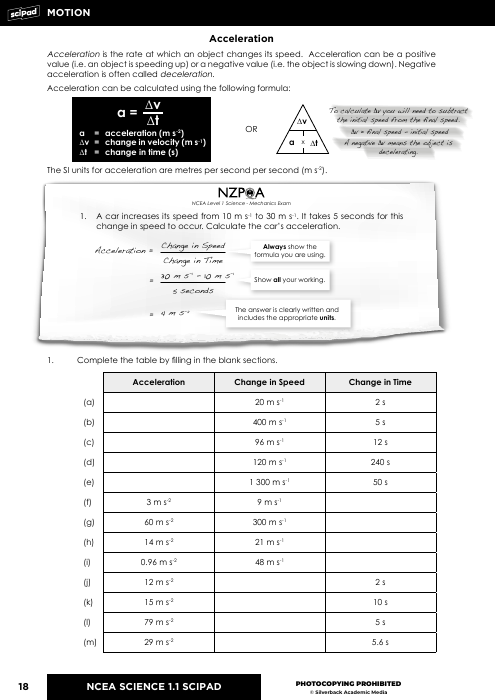 scipad MOTION
Acceleration
Acceleration is the rate at which an object changes its speed. Acceleration can be a positive
value (i.e. an object is speeding up) or a negative value (i.e. the object is slowing down). Negative
acceleration is often called deceleration.
Acceleration can be calculated using the following formula:
a = Δv
Δt
a = acceleration (m s⁻²)
Δv = change in velocity (m s⁻¹)
Δt = change in time (s)
OR
Δv
a x Δt
To calculate Δv you will need to subtract
the initial speed from the final speed.
Δv = final speed − initial speed
A negative Δv means the object is
decelerating.
The SI units for acceleration are metres per second per second (m s⁻²).
NZPQA
NCEA Level 1 Science - Mechanics Exam
1. A car increases its speed from 10 m s⁻¹ to 30 m s⁻¹. It takes 5 seconds for this
change in speed to occur. Calculate the car's acceleration.
Acceleration = Change in Speed
Change in Time
Always show the
formula you are using.
= 30 m s⁻¹ − 10 m s⁻¹
5 seconds
Show all your working.
= 4 m s⁻²
The answer is clearly written and
includes the appropriate units.
1. Complete the table by filling in the blank sections.
Acceleration Change in Speed Change in Time
(a) 20 m s⁻¹ 2 s
(b) 400 m s⁻¹ 5 s
(c) 96 m s⁻¹ 12 s
(d) 120 m s⁻¹ 240 s
(e) 1 300 m s⁻¹ 50 s
(f) 3 m s⁻² 9 m s⁻¹
(g) 60 m s⁻² 300 m s⁻¹
(h) 14 m s⁻² 21 m s⁻¹
(i) 0.96 m s⁻² 48 m s⁻¹
(j) 12 m s⁻² 2 s
(k) 15 m s⁻² 10 s
(l) 79 m s⁻² 5 s
(m) 29 m s⁻² 5.6 s
18 NCEA SCIENCE 1.1 SCIPAD PHOTOCOPYING PROHIBITED
© Silverback Academic Media